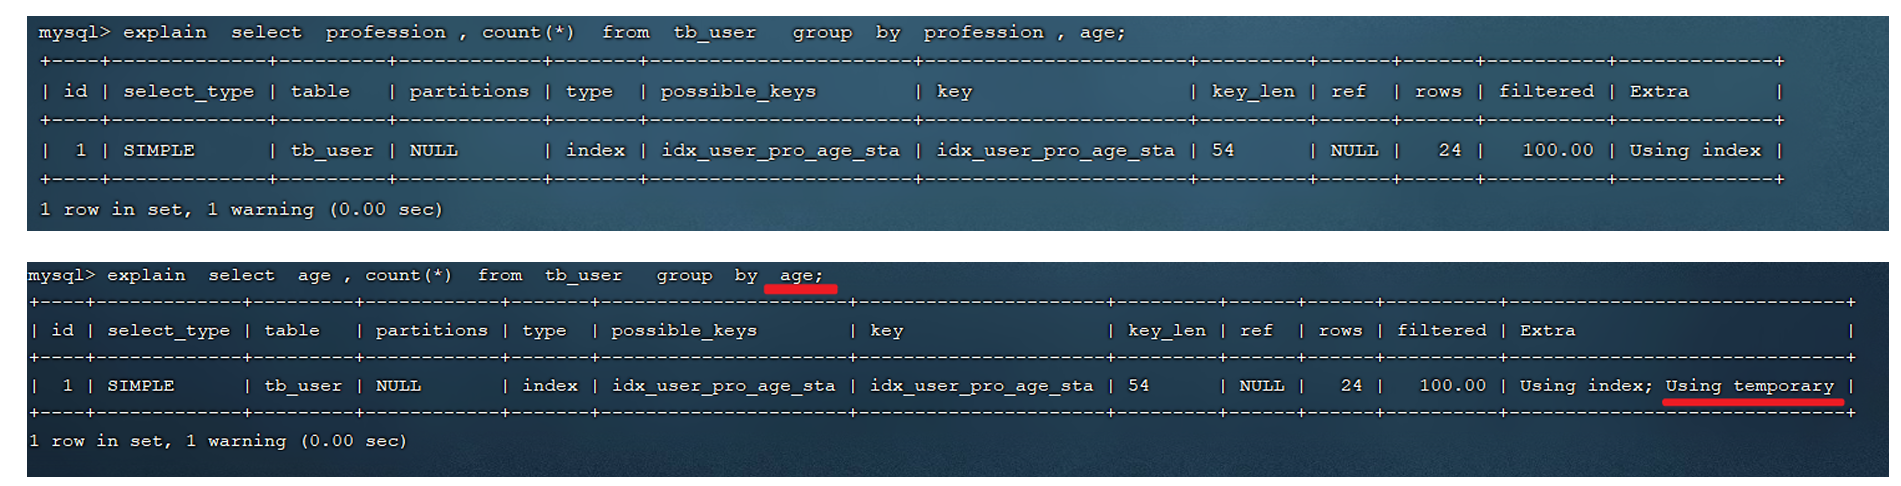 mysql> explain  select  profession , count(*)  from  tb_user   group  by  profession , age;
+----+-------------+---------+------------+-------+----------------------+----------------------+---------+------+------+----------+-------------+
| id | select_type | table   | partitions | type  | possible_keys        | key                  | key_len | ref  | rows | filtered | Extra       |
+----+-------------+---------+------------+-------+----------------------+----------------------+---------+------+------+----------+-------------+
|  1 | SIMPLE      | tb_user | NULL       | index | idx_user_pro_age_sta | idx_user_pro_age_sta | 54      | NULL |   24 |   100.00 | Using index |
+----+-------------+---------+------------+-------+----------------------+----------------------+---------+------+------+----------+-------------+
1 row in set, 1 warning (0.00 sec)
mysql> explain  select  age , count(*)  from  tb_user   group  by  age;
+----+-------------+---------+------------+-------+----------------------+----------------------+---------+------+------+----------+------------------------------+
| id | select_type | table   | partitions | type  | possible_keys        | key                  | key_len | ref  | rows | filtered | Extra                        |
+----+-------------+---------+------------+-------+----------------------+----------------------+---------+------+------+----------+------------------------------+
|  1 | SIMPLE      | tb_user | NULL       | index | idx_user_pro_age_sta | idx_user_pro_age_sta | 54      | NULL |   24 |   100.00 | Using index; Using temporary |
+----+-------------+---------+------------+-------+----------------------+----------------------+---------+------+------+----------+------------------------------+
1 row in set, 1 warning (0.00 sec)